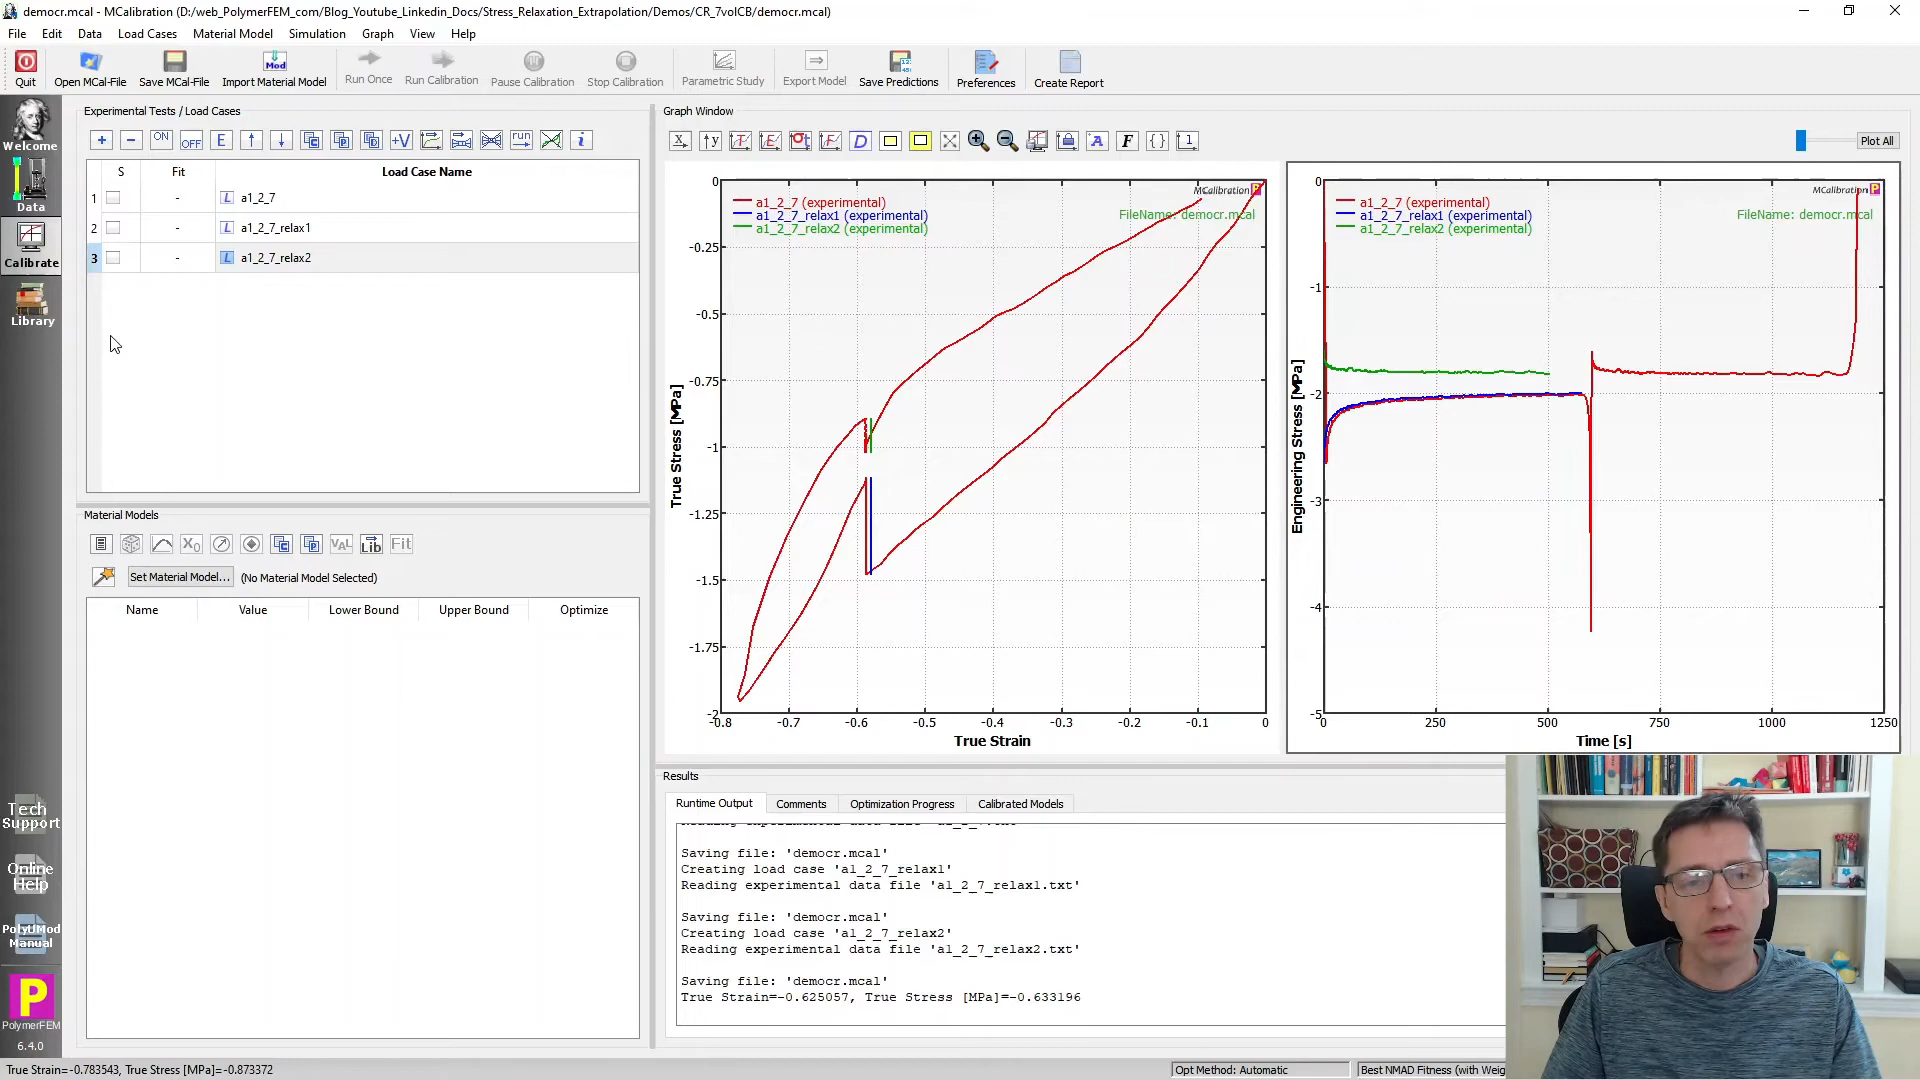 democr.mcal - MCalibration (D:/web_PolymerFEM_com/Blog_Youtube_Linkedin_Docs/Stress_Relaxation_Extrapolation/Demos/CR_7volCB/democr.mcal)
File Edit Data Load Cases Material Model Simulation Graph View Help
Quit Open MCal-File Save MCal-File Import Material Model Run Once Run Calibration Pause Calibration Stop Calibration Parametric Study Export Model Save Predictions Preferences Create Report
Experimental Tests / Load Cases
ON OFF E +V run i
S Fit Load Case Name
1 - L a1_2_7
2 - L a1_2_7_relax1
3 - L a1_2_7_relax2
Welcome
Data
Calibrate
Library
Tech Support
Online Help
PolyUMod Manual
PolymerFEM
6.4.0
Material Models
X0 VAL Lib Fit
Set Material Model... (No Material Model Selected)
Name Value Lower Bound Upper Bound Optimize
Graph Window
Plot All
a1_2_7 (experimental)
a1_2_7_relax1 (experimental)
a1_2_7_relax2 (experimental)
MCalibration
FileName: democr.mcal
0
-0.25
-0.5
-0.75
-1
-1.25
-1.5
-1.75
-2
True Stress [MPa]
-0.8 -0.7 -0.6 -0.5 -0.4 -0.3 -0.2 -0.1 0
True Strain
a1_2_7 (experimental)
a1_2_7_relax1 (experimental)
a1_2_7_relax2 (experimental)
MCalibration
FileName: democr.mcal
0
-1
-2
-3
-4
-5
Engineering Stress [MPa]
0 250 500 750 1000 1250
Time [s]
Results
Runtime Output Comments Optimization Progress Calibrated Models
Saving file: 'democr.mcal'
Creating load case 'a1_2_7_relax1'
Reading experimental data file 'a1_2_7_relax1.txt'
Saving file: 'democr.mcal'
Creating load case 'a1_2_7_relax2'
Reading experimental data file 'a1_2_7_relax2.txt'
Saving file: 'democr.mcal'
True Strain=-0.625057, True Stress [MPa]=-0.633196
True Strain=-0.783543, True Stress [MPa]=-0.873372
Opt Method: Automatic
Best NMAD Fitness (with Weig